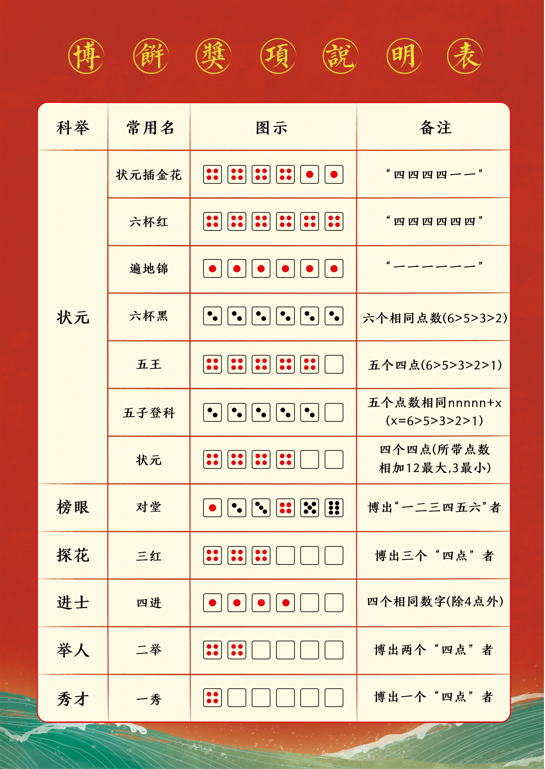 博餅獎項說明表
科举 常用名 图示 备注
状元 状元插金花 “四四四四一一”
六杯红 “四四四四四四”
遍地锦 “一一一一一一”
六杯黑 六个相同点数(6>5>3>2)
五王 五个四点(6>5>3>2>1)
五子登科 五个点数相同nnnnn+x
(x=6>5>3>2>1)
状元 四个四点(所带点数
相加12最大,3最小)
榜眼 对堂 博出“一二三四五六”者
探花 三红 博出三个“四点”者
进士 四进 四个相同数字(除4点外)
举人 二举 博出两个“四点”者
秀才 一秀 博出一个“四点”者